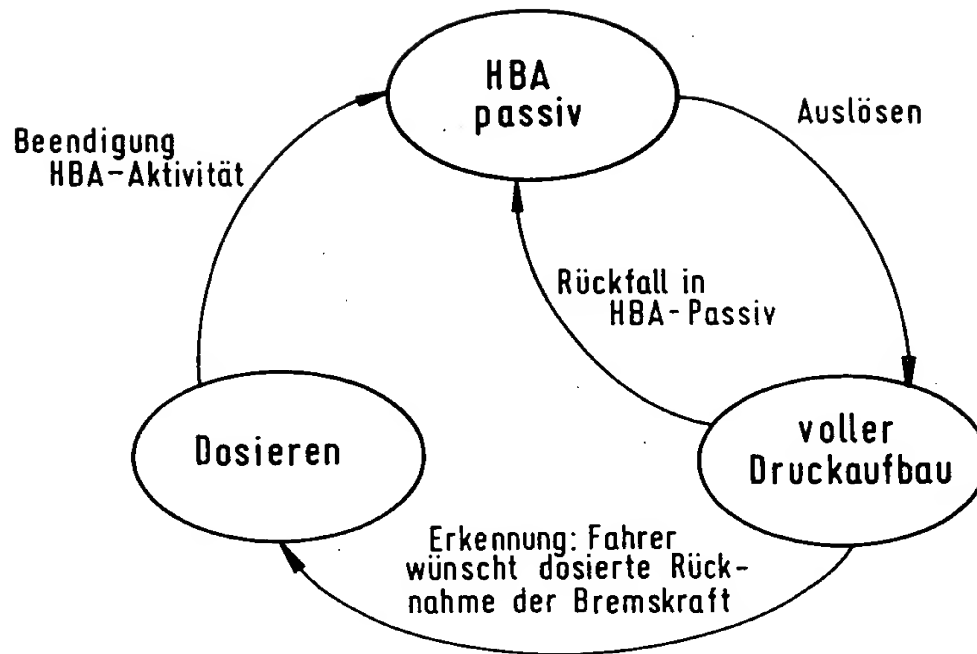 HBA
passiv
Auslösen
Beendigung
HBA-Aktivität
Rückfall in
HBA-Passiv
Dosieren
voller
Druckaufbau
Erkennung: Fahrer
wünscht dosierte Rück-
nahme der Bremskraft